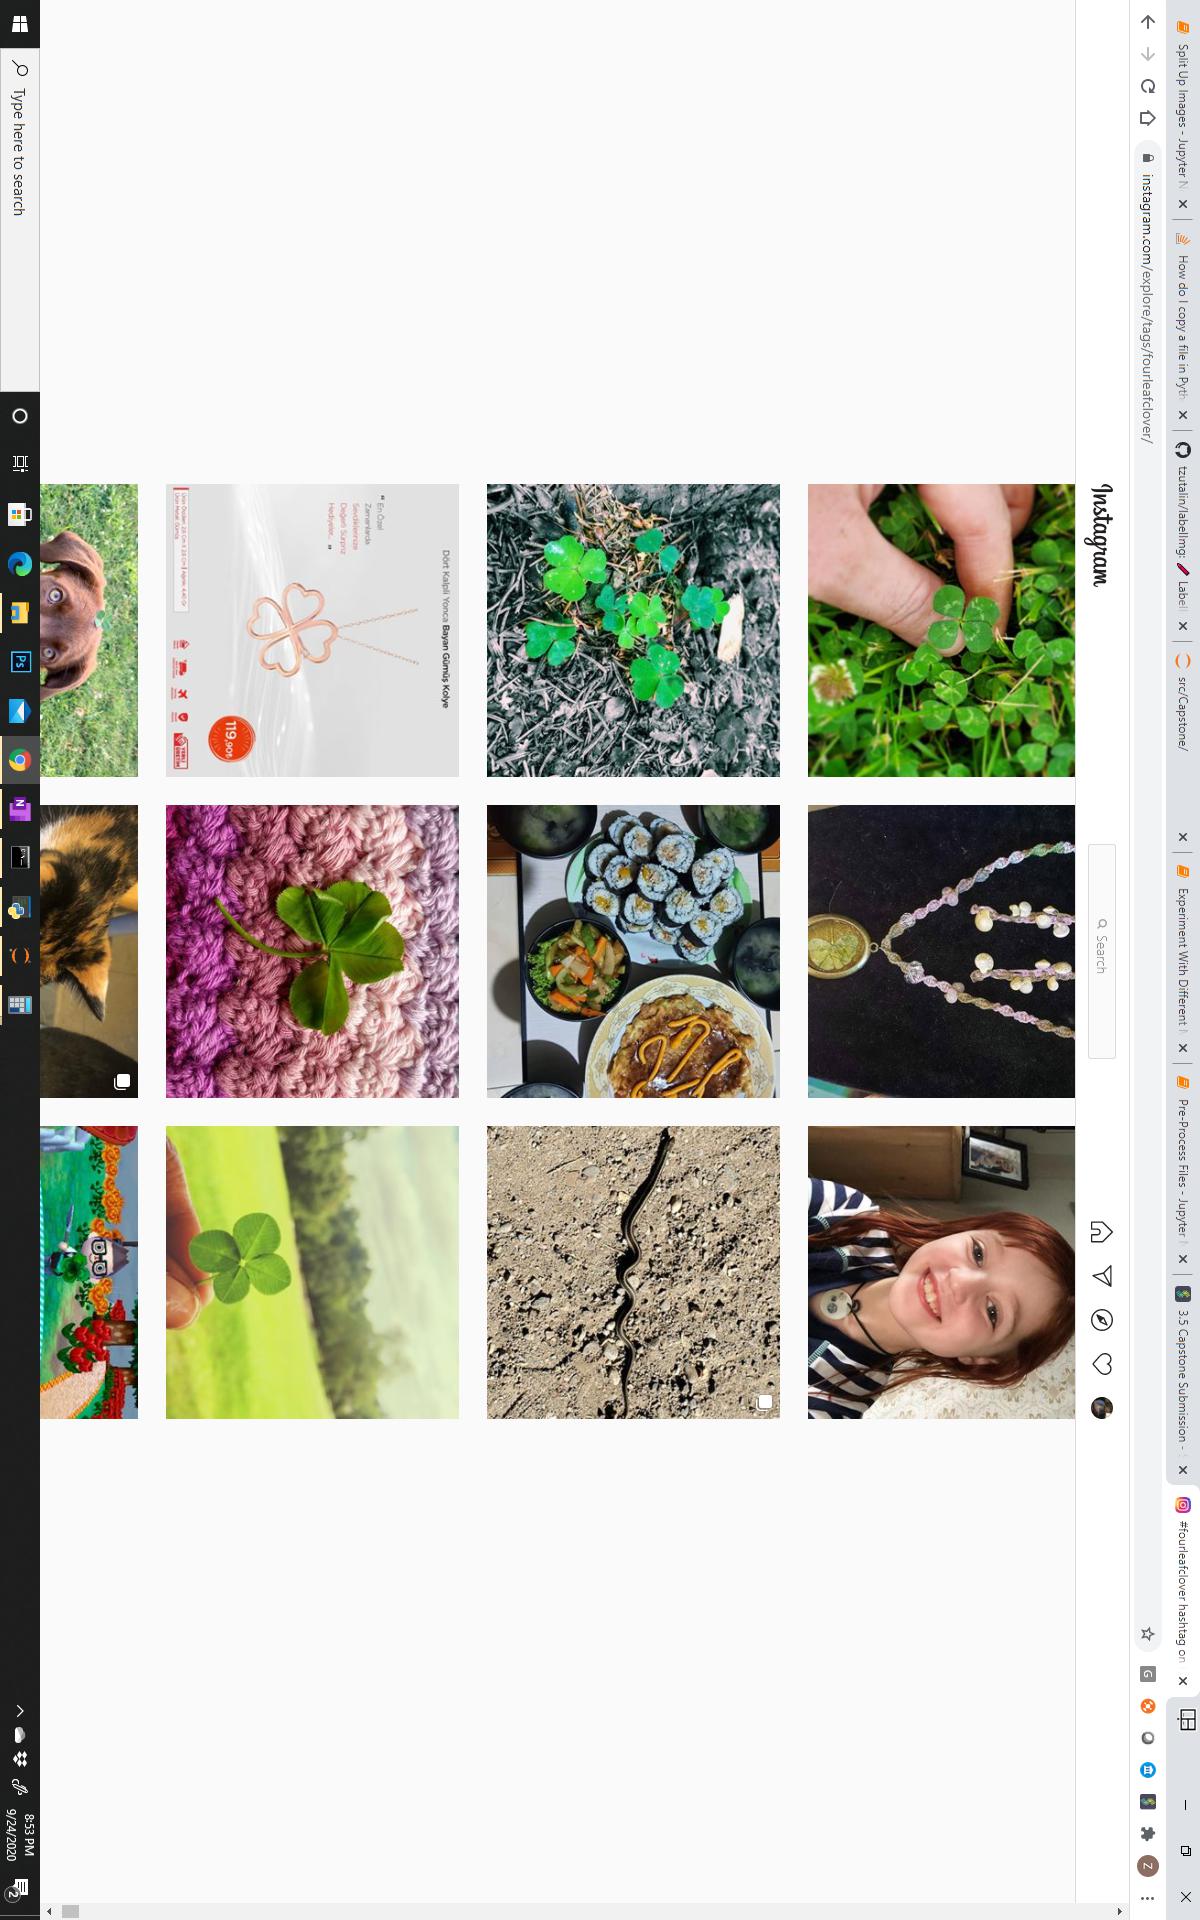 Split Up Images - Jupyter N
How do I copy a file in Pyth
tzutalin/labelImg: Label
src/Capstone/
Experiment With Different
Pre-Process Files - Jupyter
3.5 Capstone Submission -
#fourleafclover hashtag on
instagram.com/explore/tags/fourleafclover/
G
Z
Instagram
Search
Dört Kalpli Yonca Bayan Gümüş Kolye
“ En Özel
Zamanlarda
Sevdiklerinize
Değerli Sürpriz
Hediyeler... ”
119,90₺
Type here to search
Ps
N
8:53 PM
9/24/2020
2